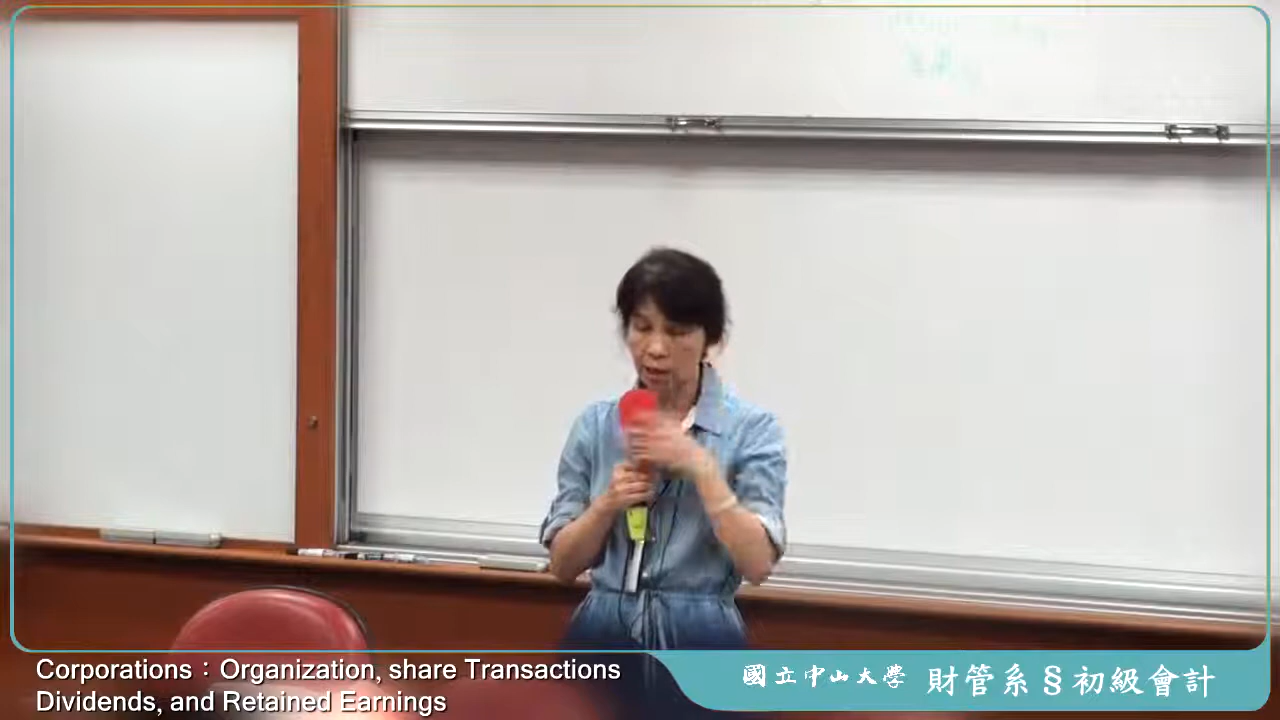 Corporations：Organization, share Transactions
Dividends, and Retained Earnings
國立中山大學 財管系§初級會計